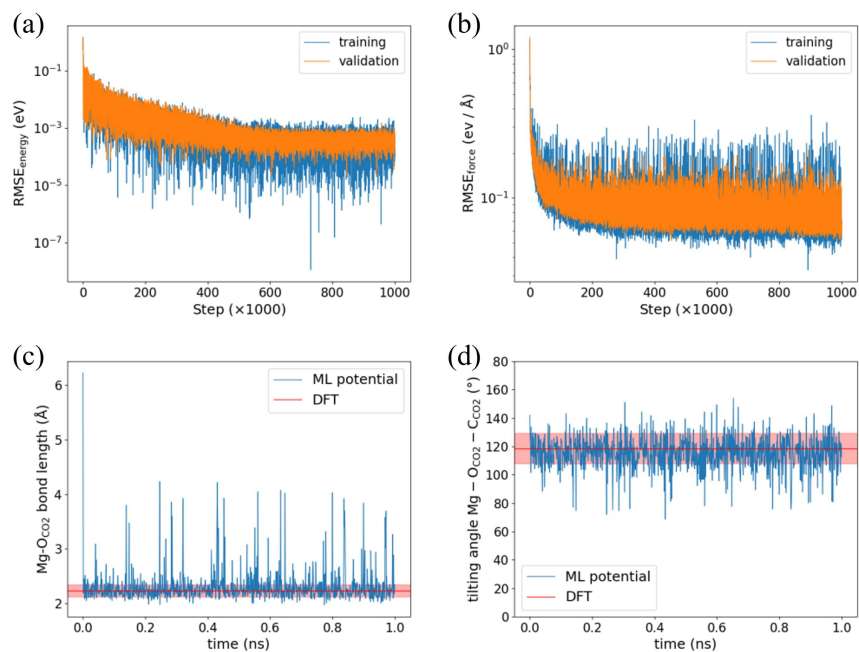 (a)
training
validation
RMSE_energy (eV)
10⁻¹
10⁻³
10⁻⁵
10⁻⁷
0
200
400
600
800
1000
Step (×1000)
(b)
training
validation
RMSE_force (ev / Å)
10⁰
10⁻¹
0
200
400
600
800
1000
Step (×1000)
(c)
ML potential
DFT
Mg-O_CO2 bond length (Å)
6
5
4
3
2
0.0
0.2
0.4
0.6
0.8
1.0
time (ns)
(d)
tilting angle Mg − O_CO2 − C_CO2 (°)
80
140
120
100
80
60
40
20
0
ML potential
DFT
0.0
0.2
0.4
0.6
0.8
1.0
time (ns)